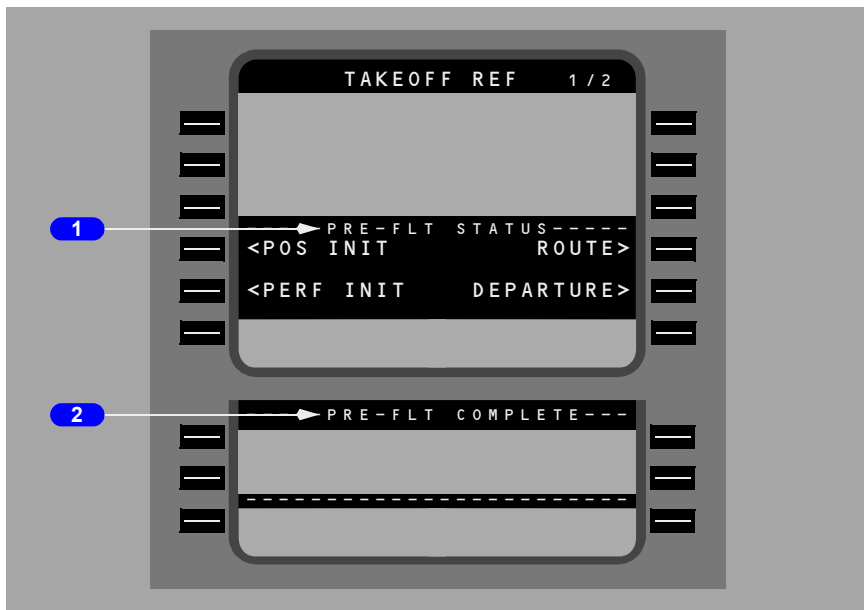 TAKEOFF REF 1/2
1
-----PRE-FLT STATUS-----
<POS INIT ROUTE>
<PERF INIT DEPARTURE>
2
-----PRE-FLT COMPLETE---
------------------------